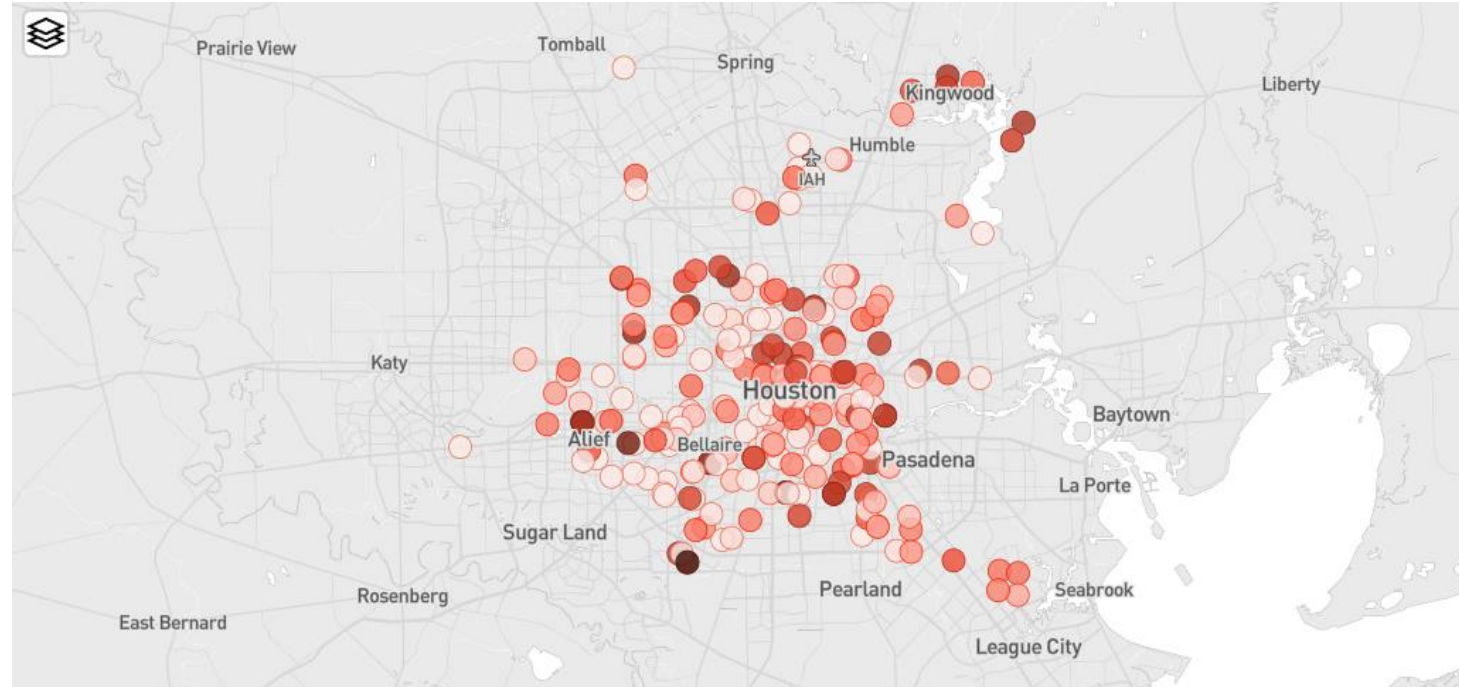 Prairie View
Tomball
Spring
Kingwood
Liberty
Humble
IAH
Katy
Houston
Baytown
Alief
Bellaire
Pasadena
La Porte
Sugar Land
Pearland
Seabrook
Rosenberg
East Bernard
League City